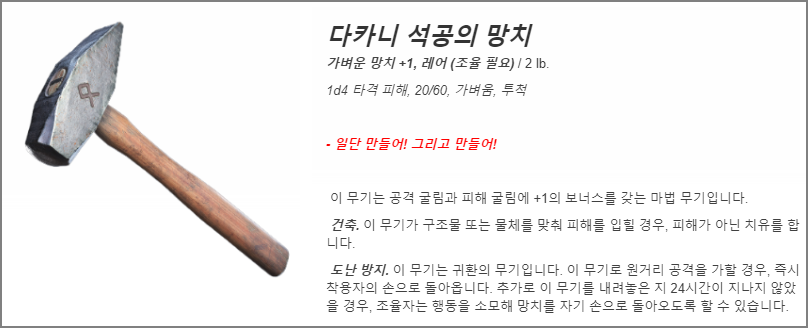 다카니 석공의 망치
가벼운 망치 +1, 레어 (조율 필요) / 2 lb.
1d4 타격 피해, 20/60, 가벼움, 투척
- 일단 만들어! 그리고 만들어!
이 무기는 공격 굴림과 피해 굴림에 +1의 보너스를 갖는 마법 무기입니다.
건축. 이 무기가 구조물 또는 물체를 맞춰 피해를 입힐 경우, 피해가 아닌 치유를 합
니다.
도난 방지. 이 무기는 귀환의 무기입니다. 이 무기로 원거리 공격을 가할 경우, 즉시
착용자의 손으로 돌아옵니다. 추가로 이 무기를 내려놓은 지 24시간이 지나지 않았
을 경우, 조율자는 행동을 소모해 망치를 자기 손으로 돌아오도록 할 수 있습니다.